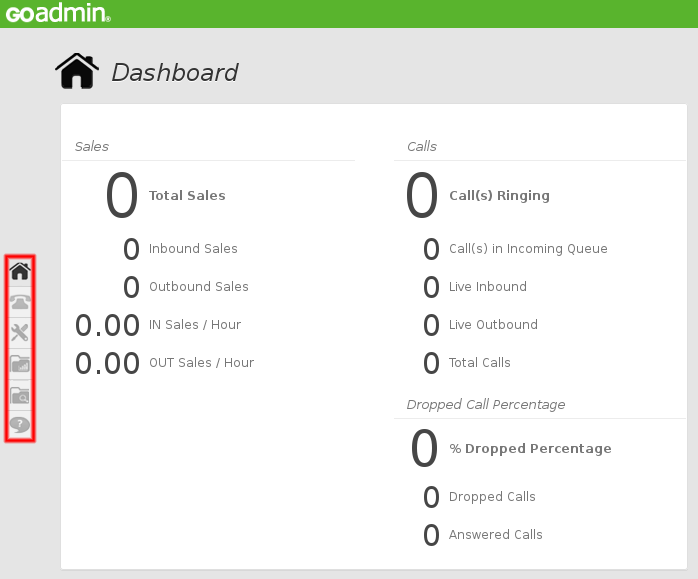 GOadmin®
Dashboard
Sales
0 Total Sales
0 Inbound Sales
0 Outbound Sales
0.00 IN Sales / Hour
0.00 OUT Sales / Hour
Calls
0 Call(s) Ringing
0 Call(s) in Incoming Queue
0 Live Inbound
0 Live Outbound
0 Total Calls
Dropped Call Percentage
0 % Dropped Percentage
0 Dropped Calls
0 Answered Calls
?